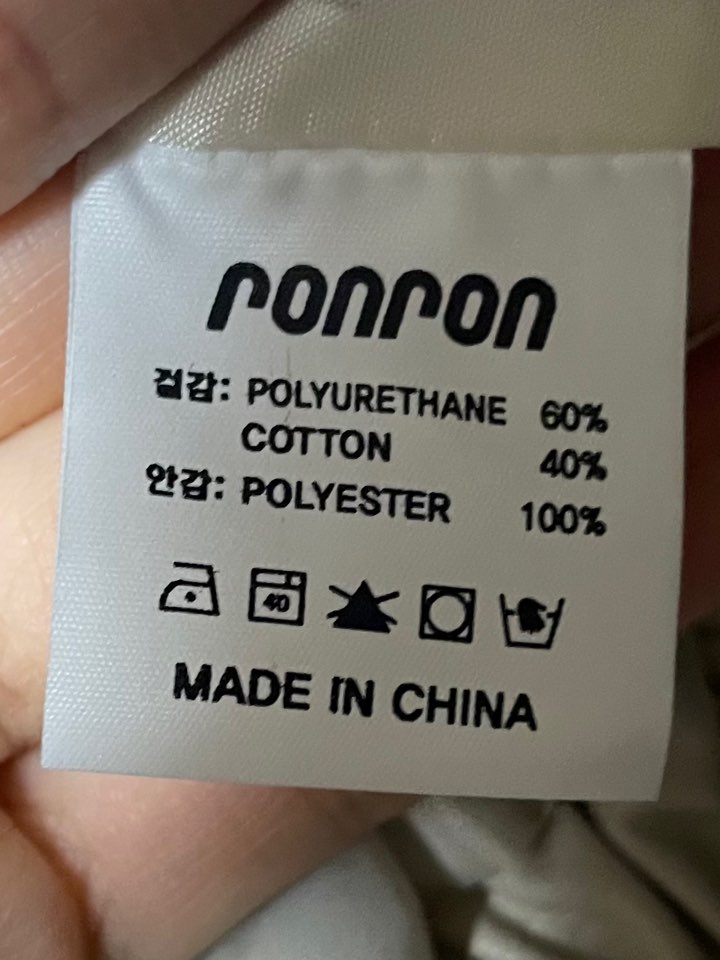 ronron
겉감: POLYURETHANE 60%
COTTON 40%
안감: POLYESTER 100%
40
MADE IN CHINA